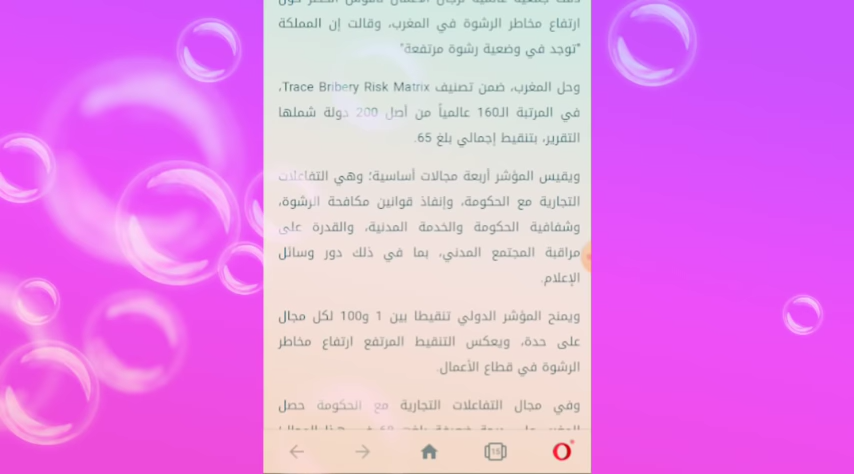 ارتفاع مخاطر الرشوة في المغرب، وقالت إن المملكة
"توجد في وضعية رشوة مرتفعة"
وحل المغرب، ضمن تصنيف Trace Bribery Risk Matrix،
في المرتبة الـ160 عالمياً من أصل 200 دولة شملها
التقرير، بتنقيط إجمالي بلغ 65.
ويقيس المؤشر أربعة مجالات أساسية؛ وهي التفاعلات
التجارية مع الحكومة، وإنفاذ قوانين مكافحة الرشوة،
وشفافية الحكومة والخدمة المدنية، والقدرة على
مراقبة المجتمع المدني، بما في ذلك دور وسائل
الإعلام.
ويمنح المؤشر الدولي تنقيطا بين 1 و100 لكل مجال
على حدة، ويعكس التنقيط المرتفع ارتفاع مخاطر
الرشوة في قطاع الأعمال.
وفي مجال التفاعلات التجارية مع الحكومة حصل
15